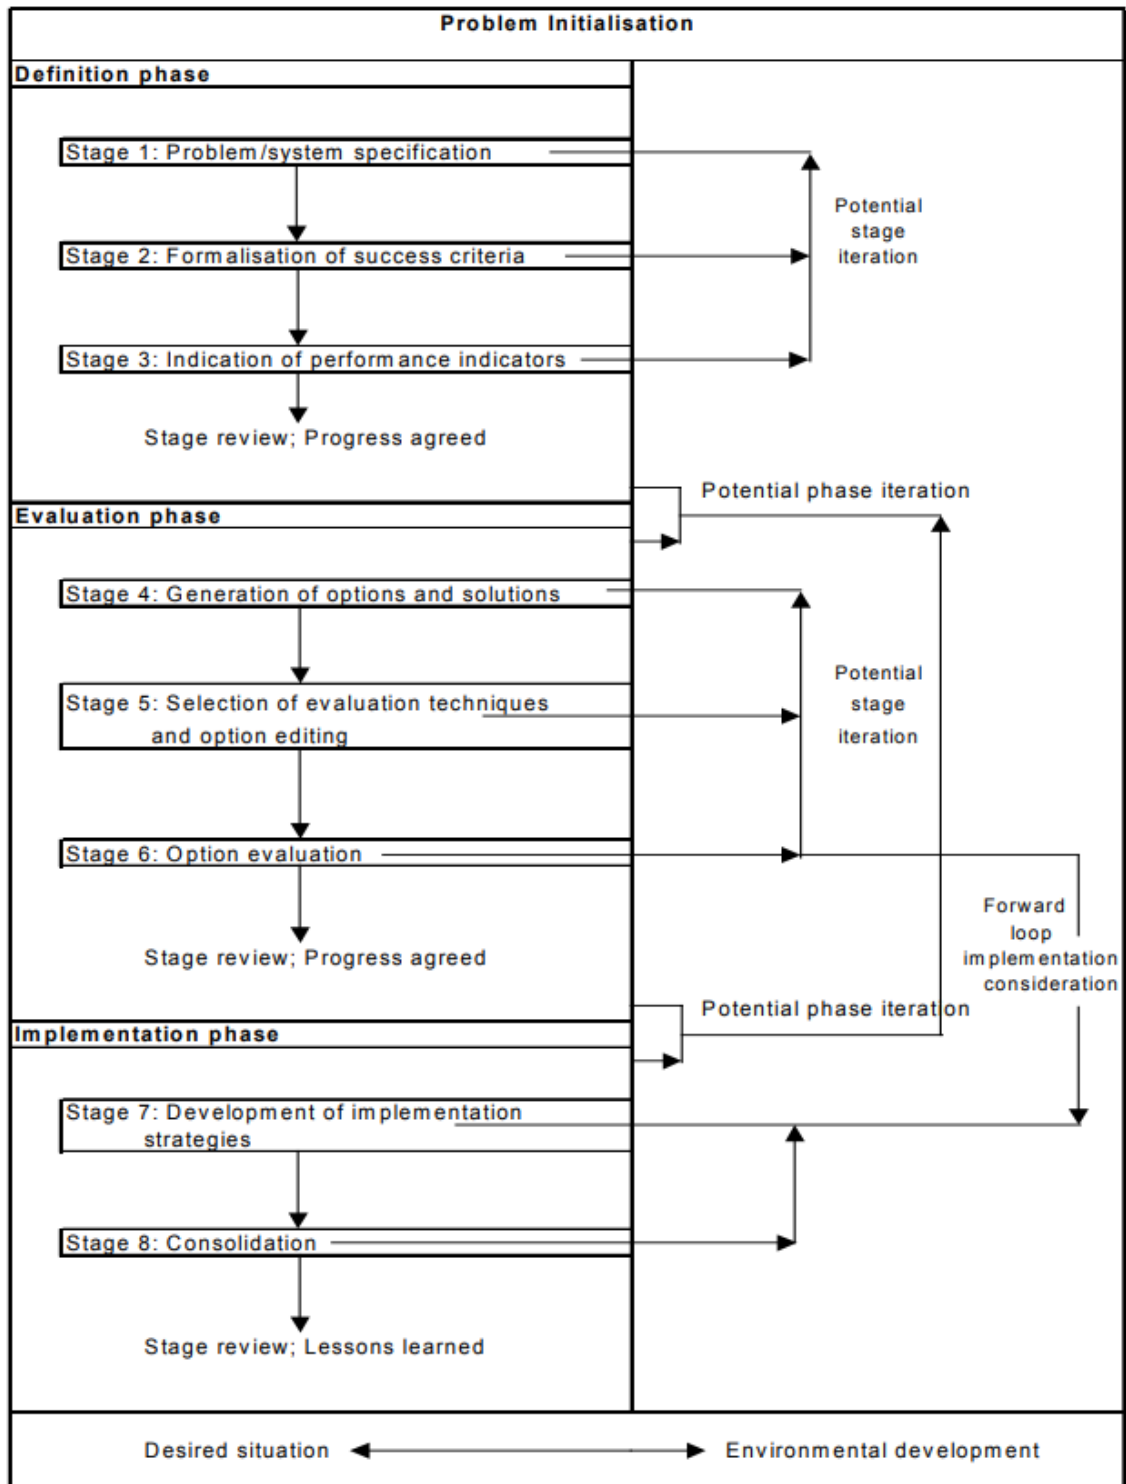 Problem Initialisation
Definition phase
Stage 1: Problem/system specification
Potential
stage
iteration
Stage 2: Formalisation of success criteria
Stage 3: Indication of performance indicators
Stage review; Progress agreed
Potential phase iteration
Evaluation phase
Stage 4: Generation of options and solutions
Potential
stage
iteration
Stage 5: Selection of evaluation techniques
and option editing
Stage 6: Option evaluation
Forward
loop
implementation
consideration
Stage review; Progress agreed
Potential phase iteration
Implementation phase
Stage 7: Development of implementation
strategies
Stage 8: Consolidation
Stage review; Lessons learned
Desired situation
Environmental development